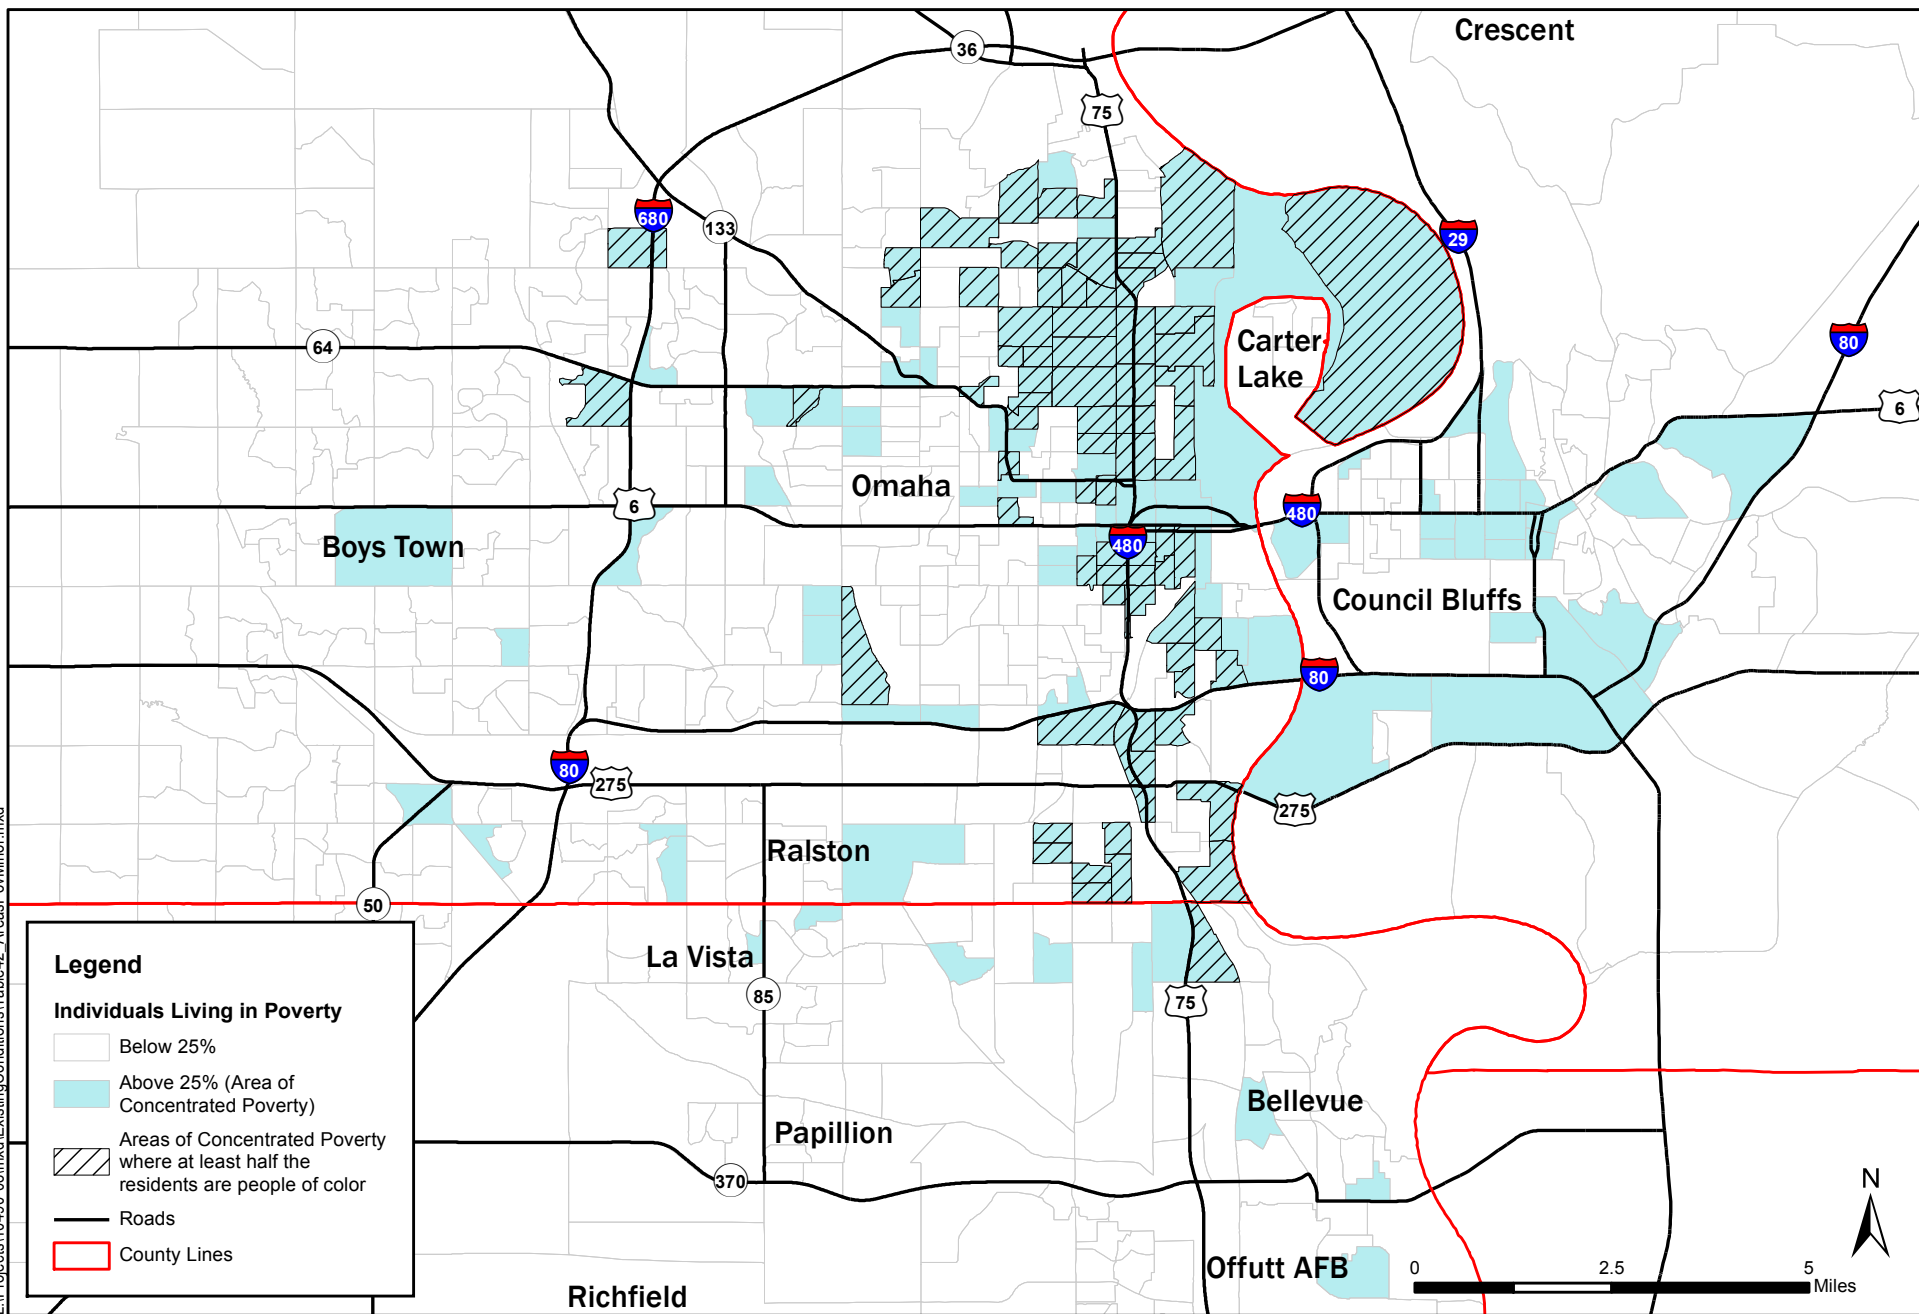 Crescent
36
75
680
133
29
64
80
Carter
Lake
6
Omaha
6
480
480
Boys Town
Council Bluffs
80
80
275
275
Ralston
50
La Vista
85
75
Bellevue
Papillion
370
Offutt AFB
Richfield
Legend
Individuals Living in Poverty
Below 25%
Above 25% (Area of
Concentrated Poverty)
Areas of Concentrated Poverty
where at least half the
residents are people of color
Roads
County Lines
N
0 2.5 5
Miles